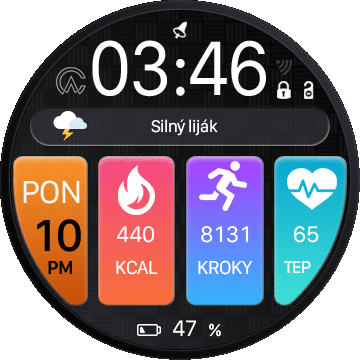 03:46
Silný liják
PON
10
PM
440
KCAL
8131
KROKY
65
TEP
47 %